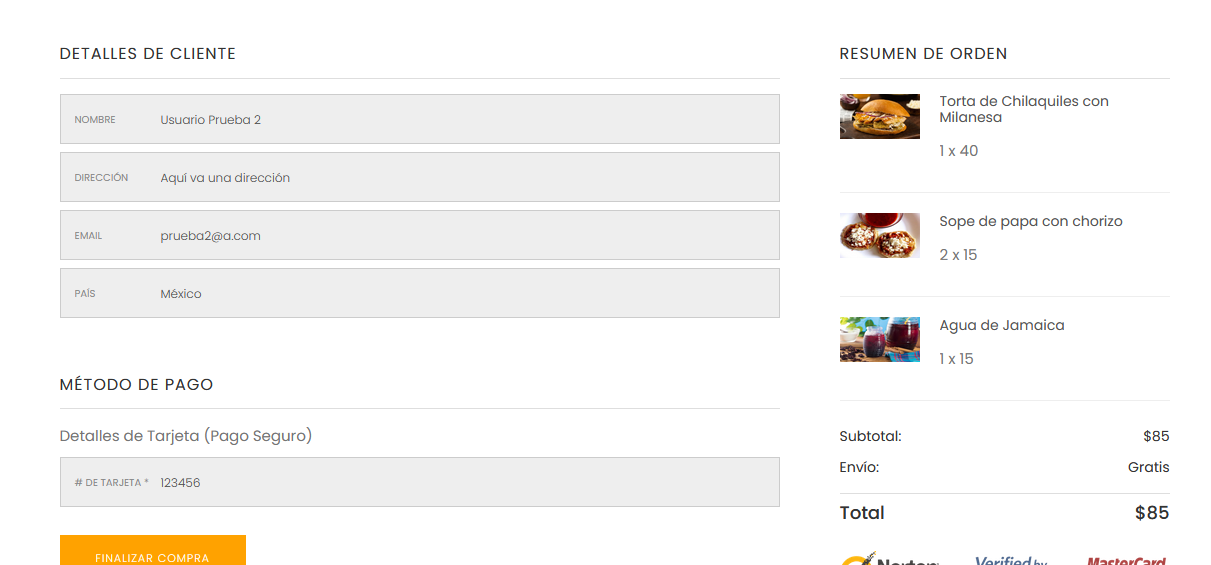 DETALLES DE CLIENTE
NOMBRE Usuario Prueba 2
DIRECCIÓN Aquí va una dirección
EMAIL prueba2@a.com
PAÍS México
MÉTODO DE PAGO
Detalles de Tarjeta (Pago Seguro)
# DE TARJETA * 123456
FINALIZAR COMPRA
RESUMEN DE ORDEN
Torta de Chilaquiles con
Milanesa
1 x 40
Sope de papa con chorizo
2 x 15
Agua de Jamaica
1 x 15
Subtotal: $85
Envío: Gratis
Total $85
Norton Verified by MasterCard